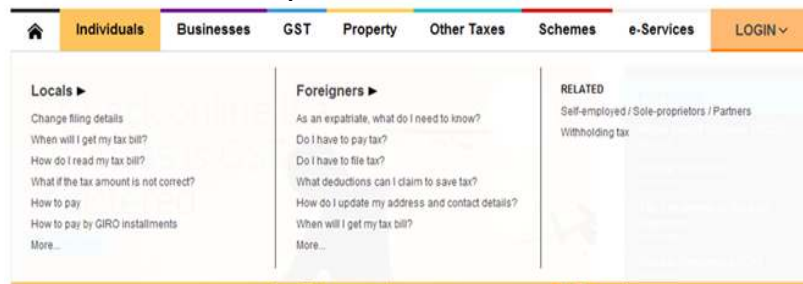 Individuals Businesses GST Property Other Taxes Schemes e-Services LOGIN
Locals ►
Change filing details
When will I get my tax bill?
How do I read my tax bill?
What if the tax amount is not correct?
How to pay
How to pay by GIRO installments
More...
Foreigners ►
As an expatriate, what do I need to know?
Do I have to pay tax?
Do I have to file tax?
What deductions can I claim to save tax?
How do I update my address and contact details?
When will I get my tax bill?
More...
RELATED
Self-employed / Sole-proprietors / Partners
Withholding tax